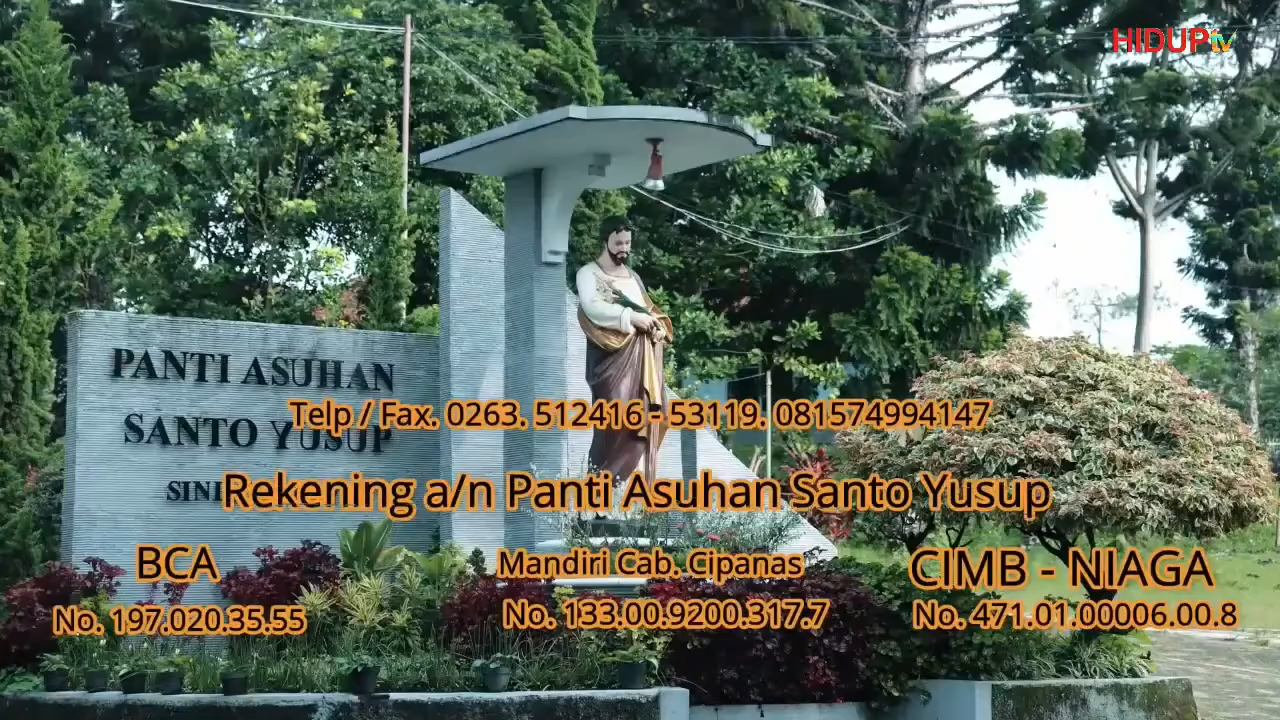 HIDUPtv
PANTI ASUHAN
SANTO YUSUP
Telp / Fax. 0263. 512416 - 53119. 081574994147
Rekening a/n Panti Asuhan Santo Yusup
BCA
No. 197.020.35.55
Mandiri Cab. Cipanas
No. 133.00.9200.317.7
CIMB - NIAGA
No. 471.01.00006.00.8